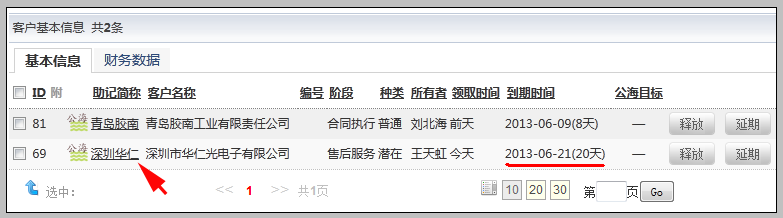 客户基本信息 共2条
基本信息 财务数据
ID 附 助记简称 客户名称 编号 阶段 种类 所有者 领取时间 到期时间 公海目标
81 公海 青岛胶南 青岛胶南工业有限责任公司 合同执行 普通 刘北海 前天 2013-06-09(8天) — 释放 延期
69 公海 深圳华仁 深圳市华仁光电子有限公司 售后服务 潜在 王天虹 今天 2013-06-21(20天) — 释放 延期
选中: << 1 >> 共1页 10 20 30 第 页 Go